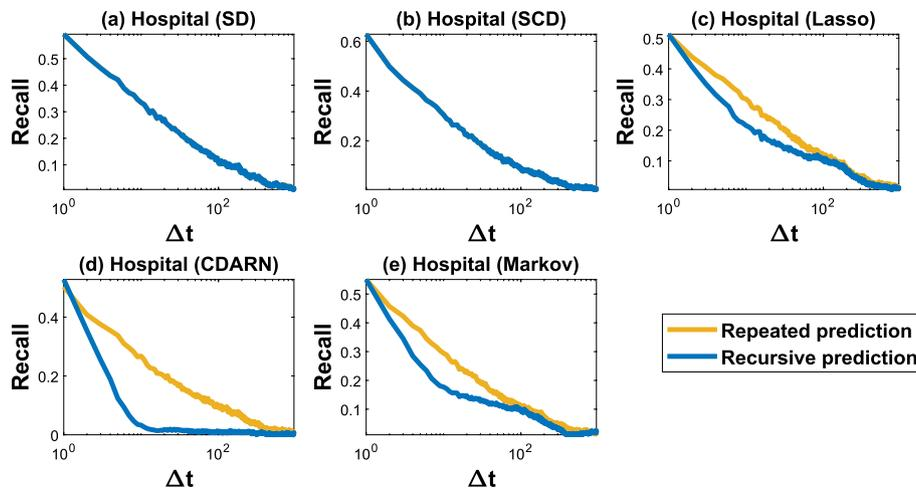 (a) Hospital (SD)
(b) Hospital (SCD)
(c) Hospital (Lasso)
Recall
0.5
0.4
0.3
0.2
0.1
10^0
10^2
Δt
Recall
0.6
0.4
0.2
10^0
10^2
Δt
Recall
0.5
0.4
0.3
0.2
0.1
10^0
10^2
Δt
(d) Hospital (CDARN)
(e) Hospital (Markov)
Recall
0.4
0.2
0
10^0
10^2
Δt
Recall
0.5
0.4
0.3
0.2
0.1
10^0
10^2
Δt
Repeated prediction
Recursive prediction